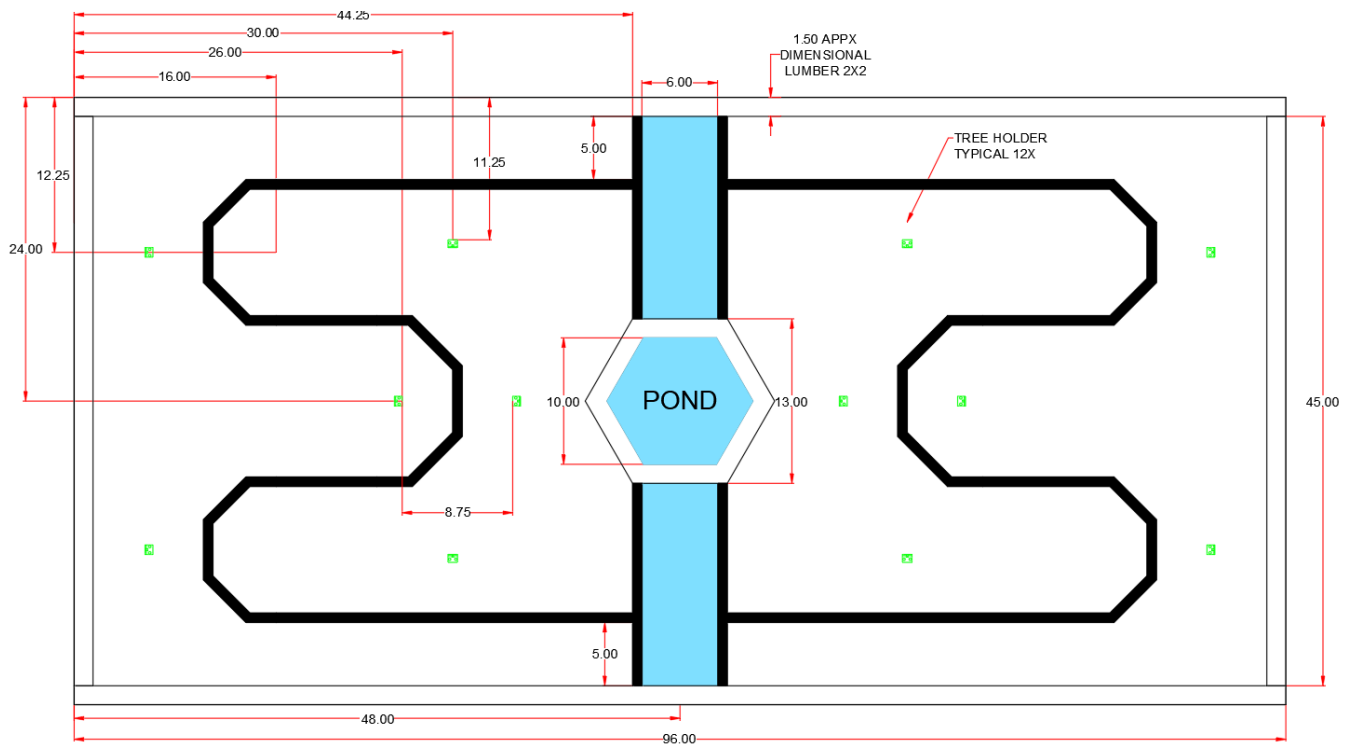 44.25
30.00
26.00
16.00
1.50 APPX
DIMENSIONAL
LUMBER 2X2
6.00
TREE HOLDER
TYPICAL 12X
5.00
11.25
12.25
24.00
10.00
POND
13.00
45.00
8.75
5.00
48.00
96.00